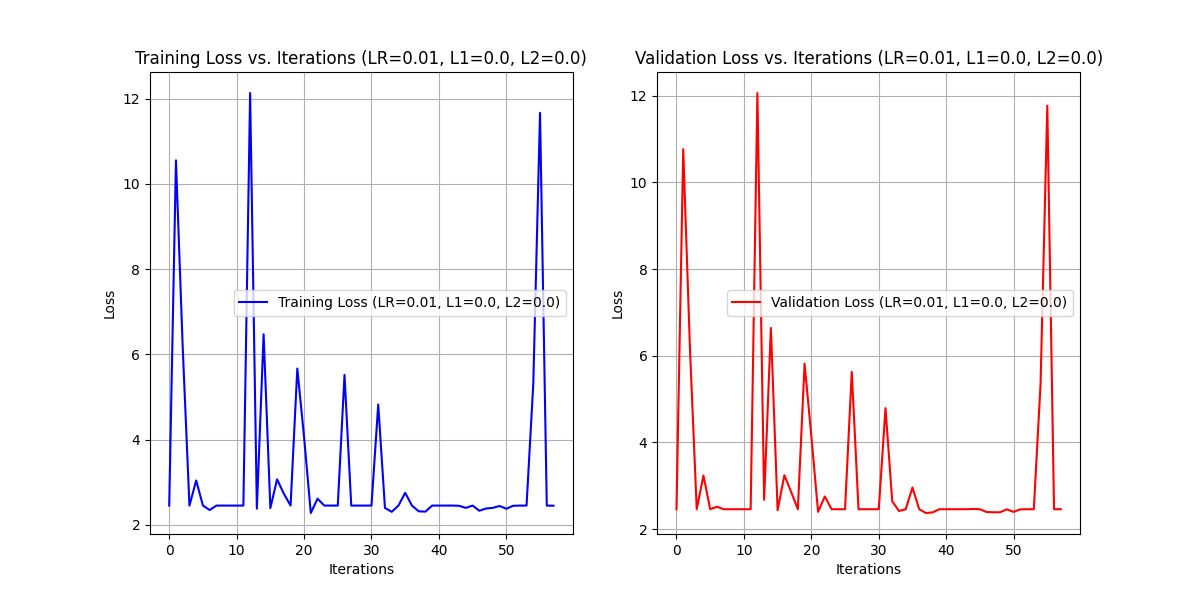 Training Loss vs. Iterations (LR=0.01, L1=0.0, L2=0.0)
12
10
8
6
4
2
Loss
Training Loss (LR=0.01, L1=0.0, L2=0.0)
0 10 20 30 40 50
Iterations
Validation Loss vs. Iterations (LR=0.01, L1=0.0, L2=0.0)
12
10
8
6
4
2
Loss
Validation Loss (LR=0.01, L1=0.0, L2=0.0)
0 10 20 30 40 50
Iterations